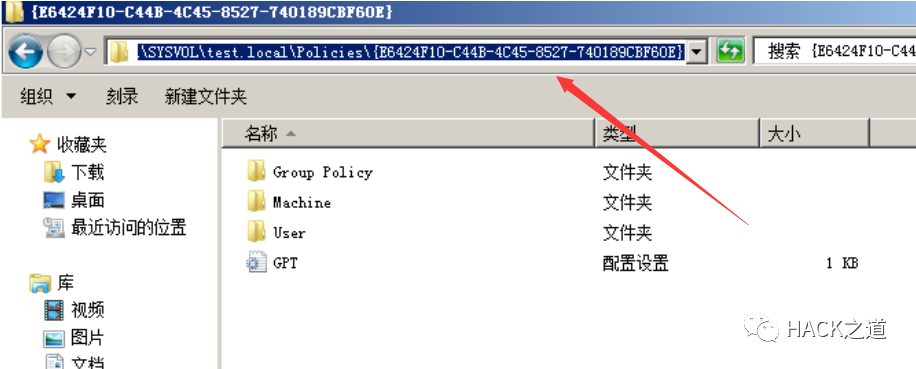 {E6424F10-C44B-4C45-8527-740189CBF60E}
\SYSVOL\test.local\Policies\{E6424F10-C44B-4C45-8527-740189CBF60E}
搜索 {E6424F10-C44
组织 刻录 新建文件夹
名称 类型 大小
收藏夹
下载
桌面
最近访问的位置
库
视频
图片
文档
Group Policy 文件夹
Machine 文件夹
User 文件夹
GPT 配置设置 1 KB
HACK之道